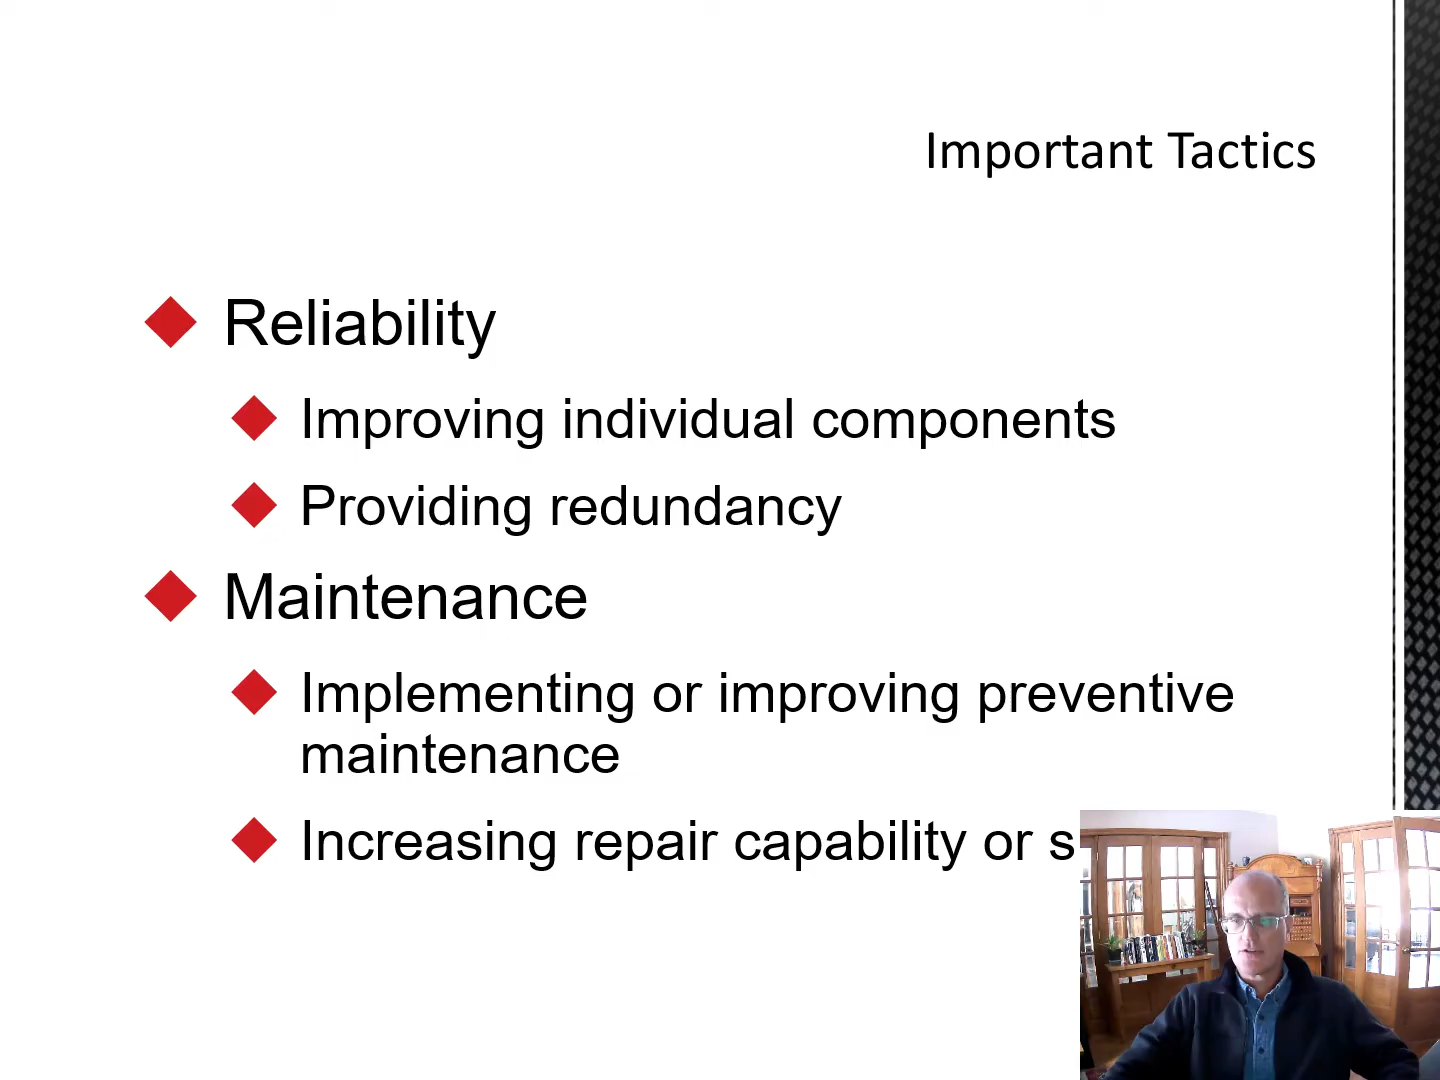 Important Tactics
Reliability
Improving individual components
Providing redundancy
Maintenance
Implementing or improving preventive
maintenance
Increasing repair capability or